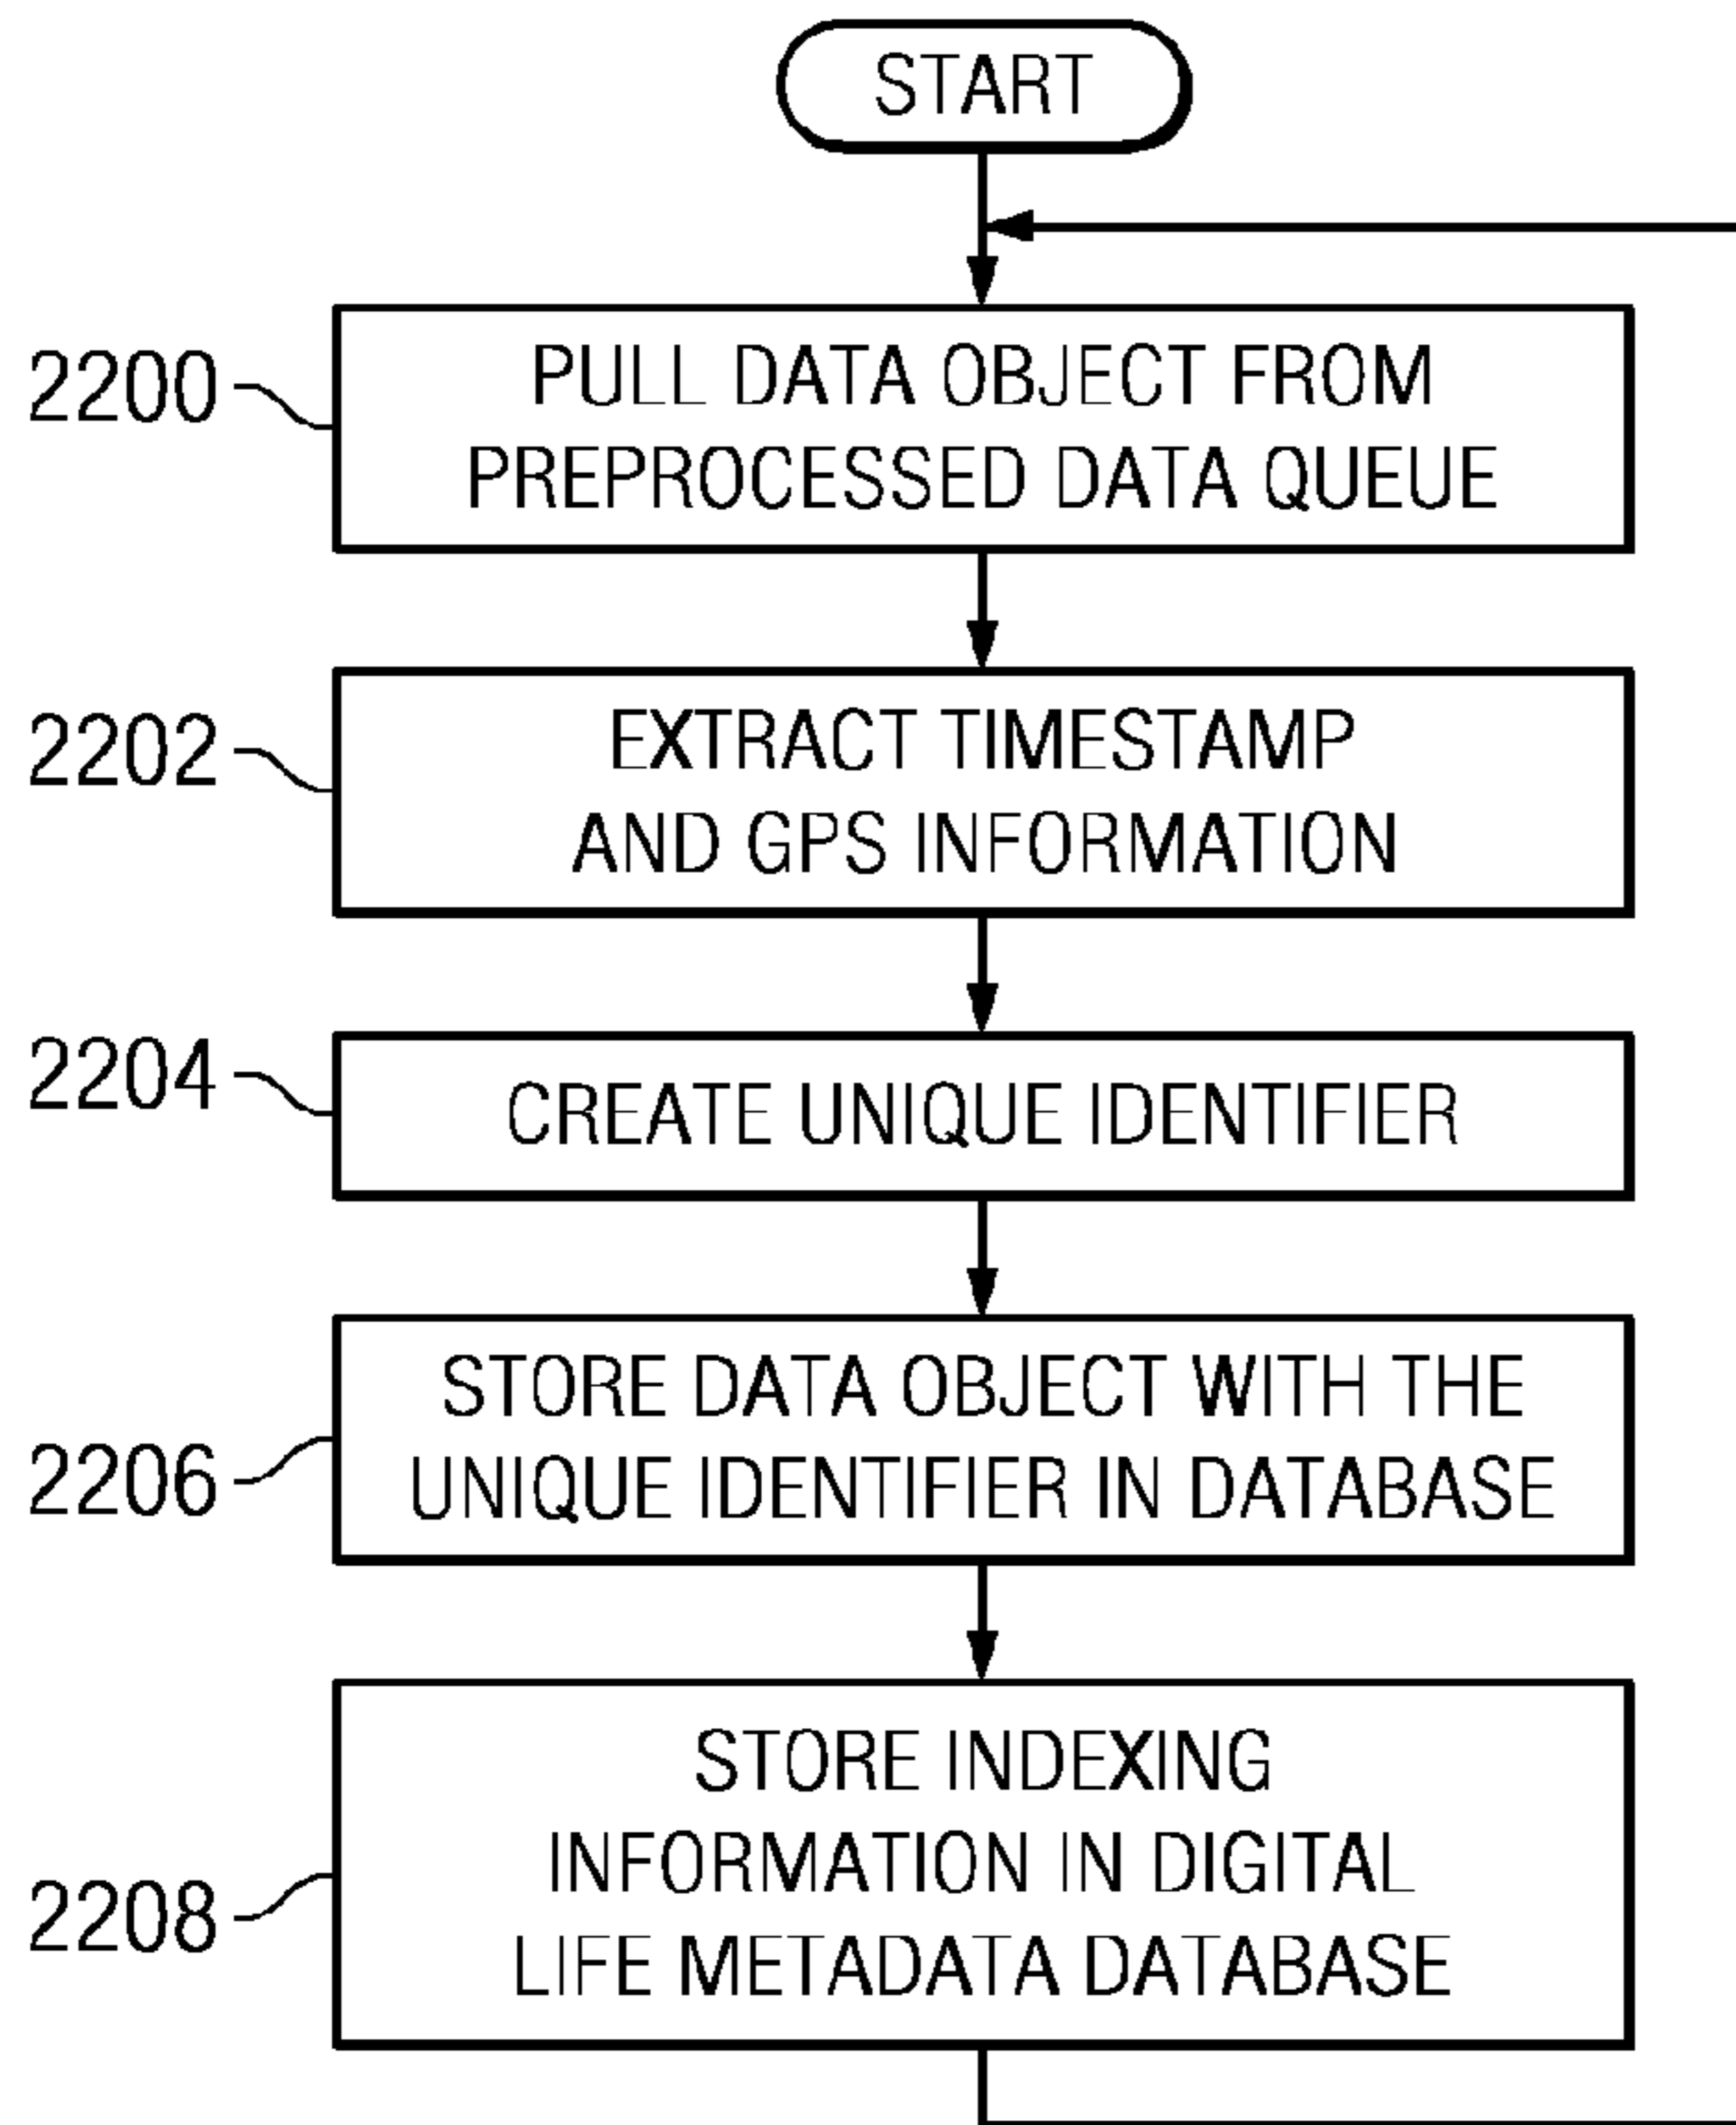 START
2200
PULL DATA OBJECT FROM
PREPROCESSED DATA QUEUE
2202
EXTRACT TIMESTAMP
AND GPS INFORMATION
2204
CREATE UNIQUE IDENTIFIER
2206
STORE DATA OBJECT WITH THE
UNIQUE IDENTIFIER IN DATABASE
2208
STORE INDEXING
INFORMATION IN DIGITAL
LIFE METADATA DATABASE